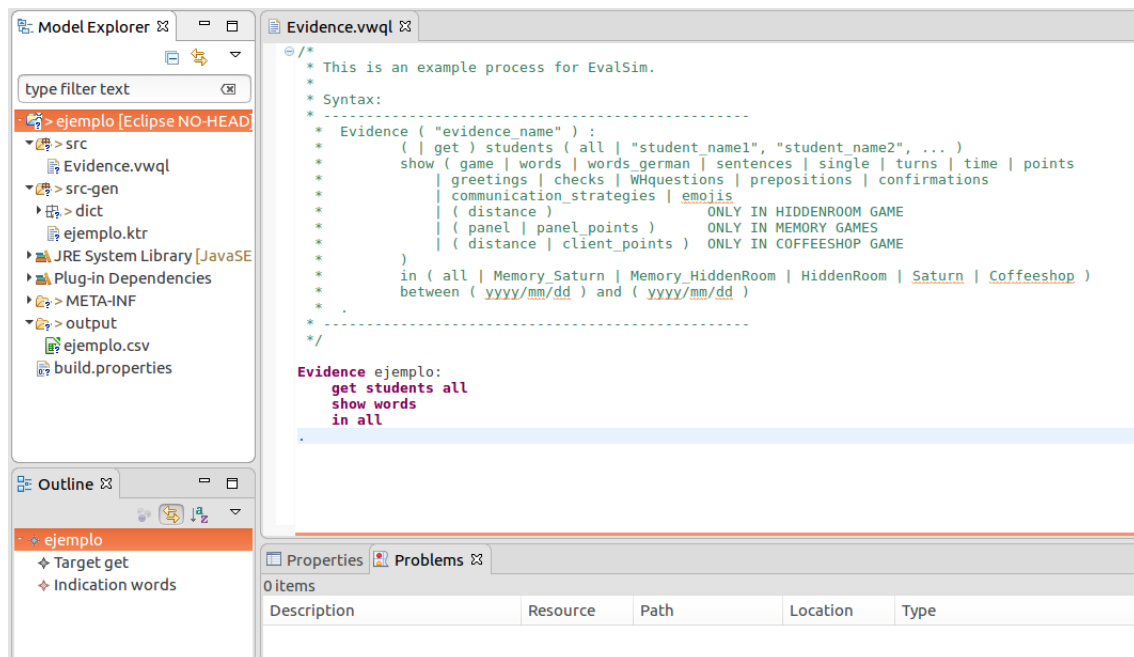 Model Explorer
type filter text
> ejemplo [Eclipse NO-HEAD]
> src
Evidence.vwql
> src-gen
> dict
ejemplo.ktr
JRE System Library [JavaSE
Plug-in Dependencies
> META-INF
> output
ejemplo.csv
build.properties
Outline
ejemplo
Target get
Indication words
Evidence.vwql
/*
* This is an example process for EvalSim.
*
* Syntax:
* --------------------------------------------------
* Evidence ( "evidence_name" ) :
* ( | get ) students ( all | "student_name1", "student_name2", ... )
* show ( game | words | words_german | sentences | single | turns | time | points
* | greetings | checks | WHquestions | prepositions | confirmations
* | communication_strategies | emojis
* | ( distance ) ONLY IN HIDDENROOM GAME
* | ( panel | panel_points ) ONLY IN MEMORY GAMES
* | ( distance | client_points ) ONLY IN COFFEESHOP GAME
* )
* in ( all | Memory_Saturn | Memory_HiddenRoom | HiddenRoom | Saturn | Coffeeshop )
* between ( yyyy/mm/dd ) and ( yyyy/mm/dd )
* .
* --------------------------------------------------
*/
Evidence ejemplo:
get students all
show words
in all
.
Properties
Problems
0 items
Description Resource Path Location Type